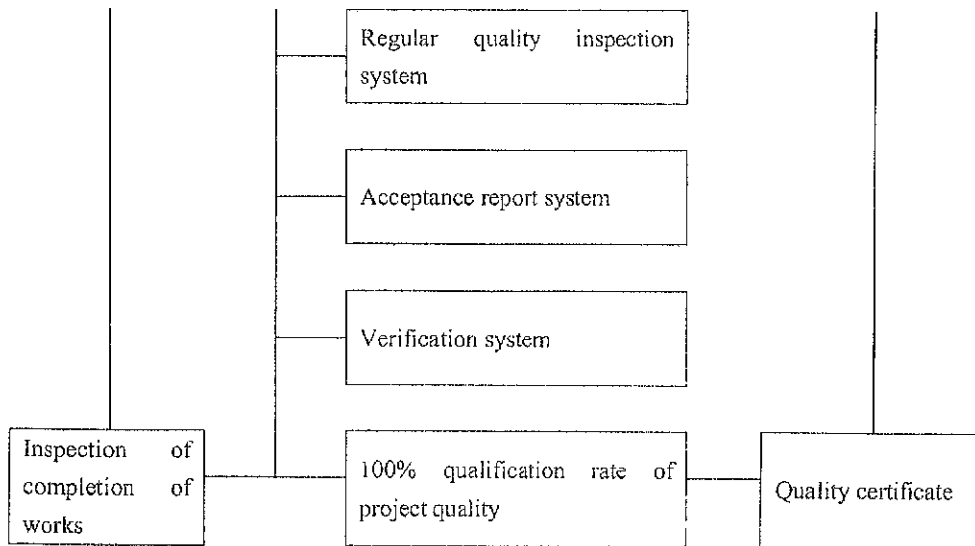 Regular quality inspection
system
Acceptance report system
Verification system
Inspection of
completion of
works
100% qualification rate of
project quality
Quality certificate